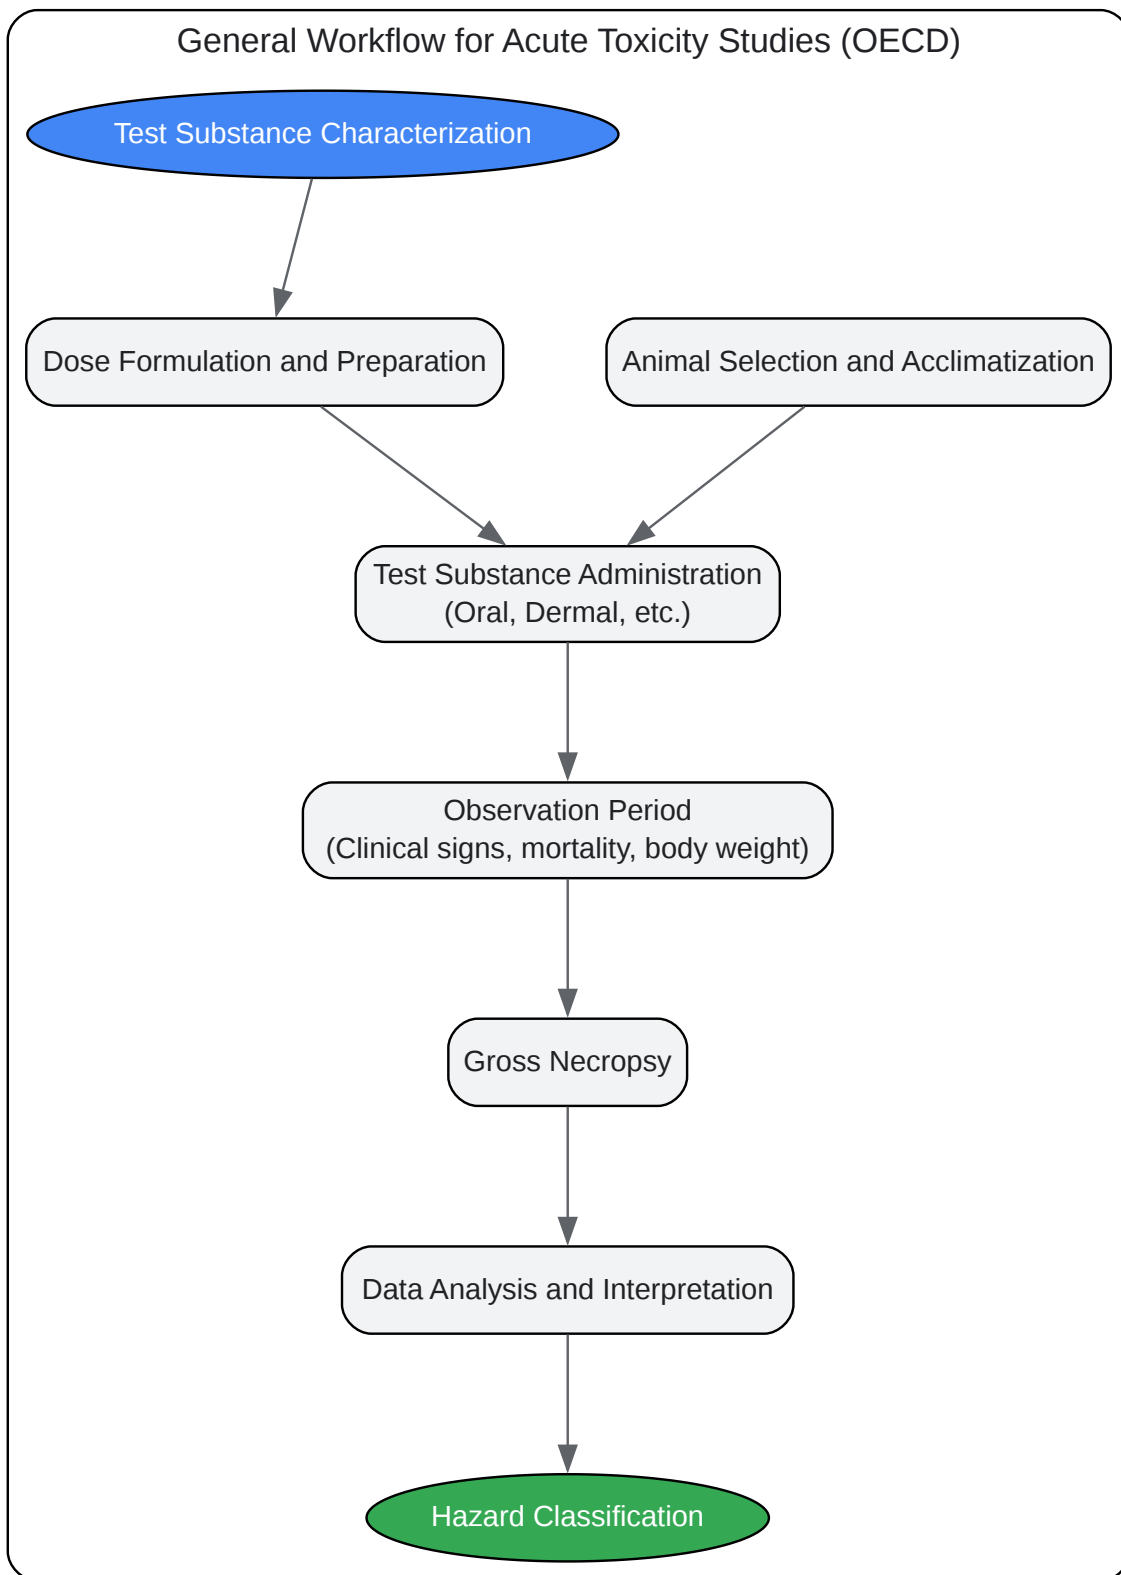 General Workflow for Acute Toxicity Studies (OECD)
Test Substance Characterization
Dose Formulation and Preparation
Animal Selection and Acclimatization
Test Substance Administration
(Oral, Dermal, etc.)
Observation Period
(Clinical signs, mortality, body weight)
Gross Necropsy
Data Analysis and Interpretation
Hazard Classification